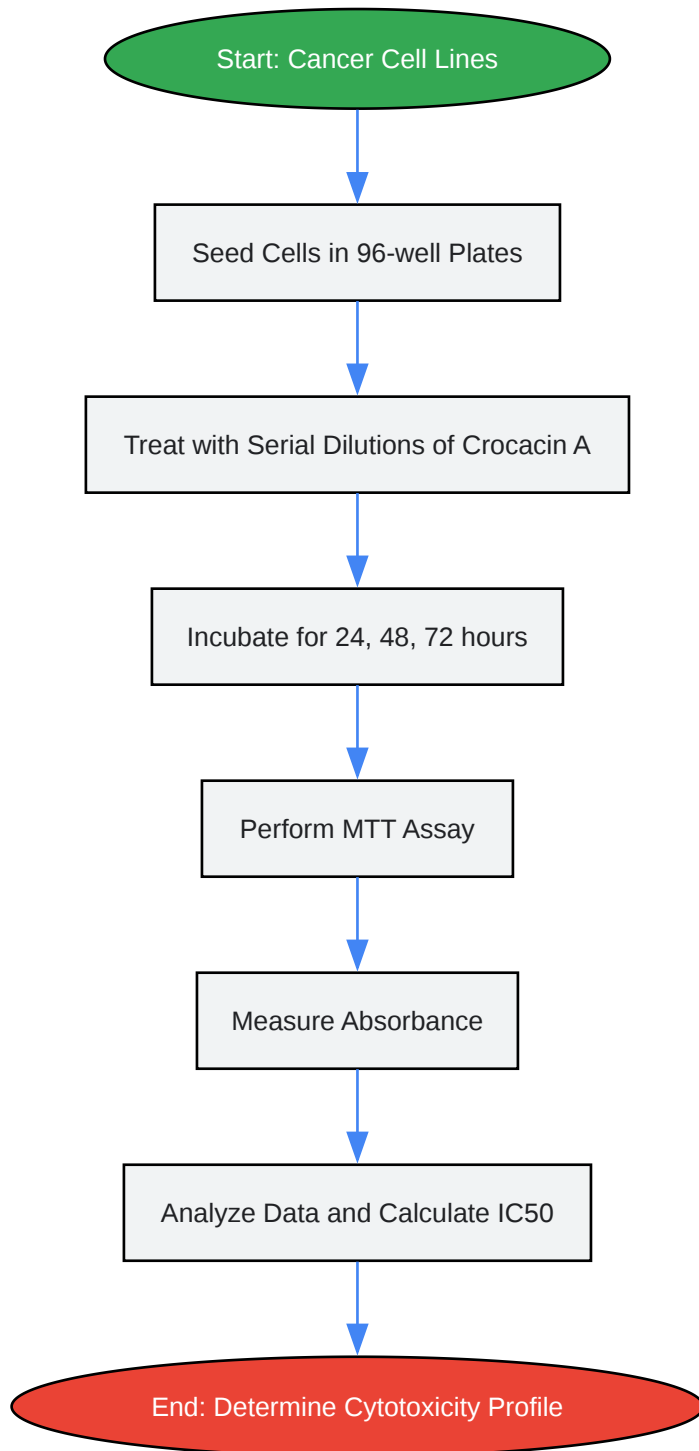 Start: Cancer Cell Lines
Seed Cells in 96-well Plates
Treat with Serial Dilutions of Crocacin A
Incubate for 24, 48, 72 hours
Perform MTT Assay
Measure Absorbance
Analyze Data and Calculate IC50
End: Determine Cytotoxicity Profile